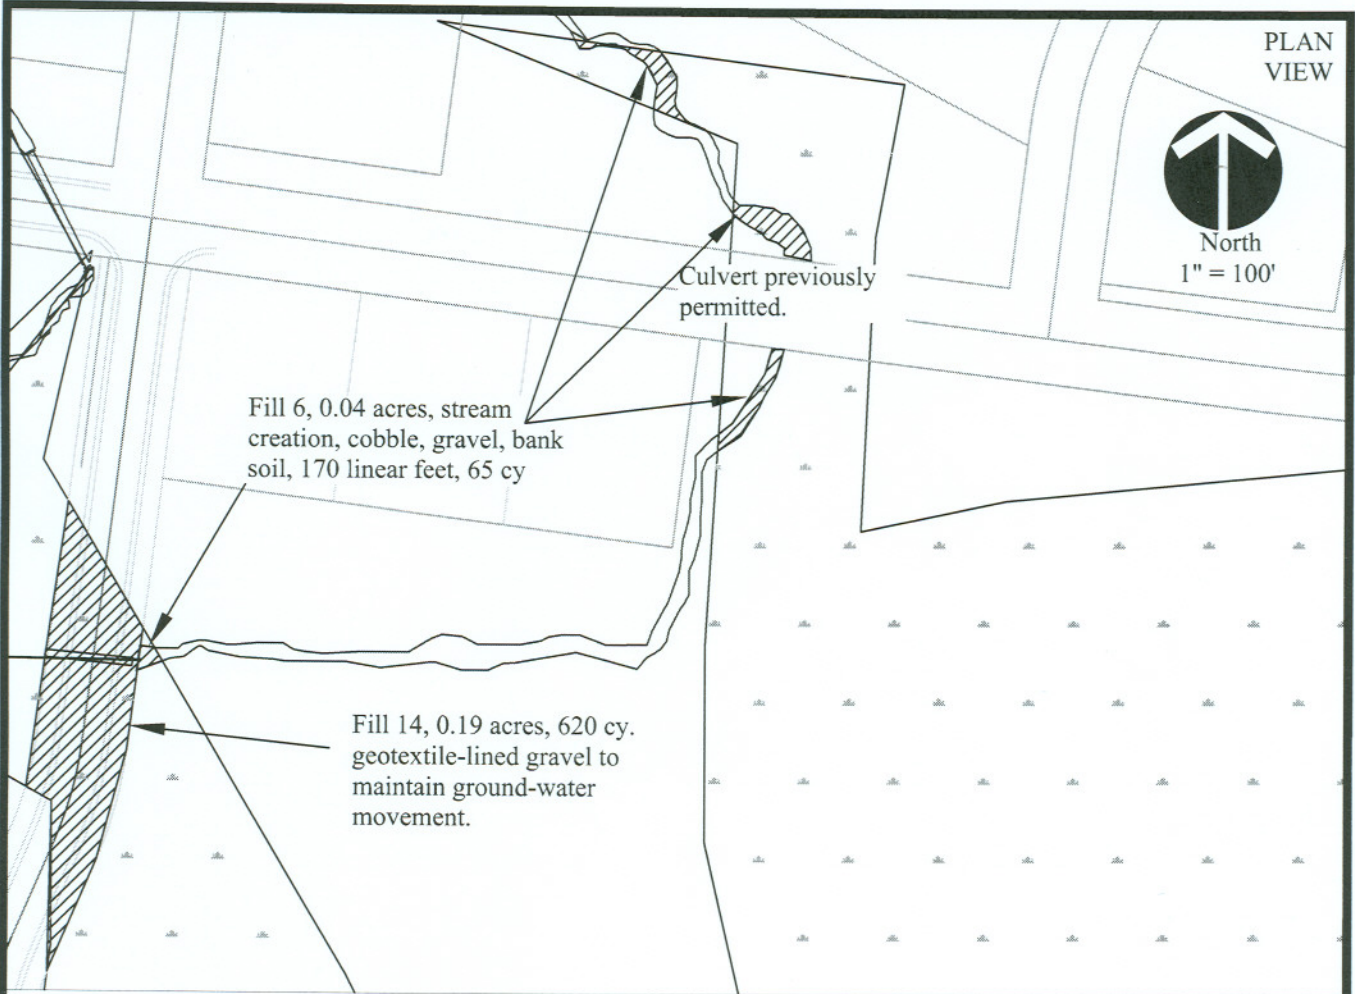 PLAN
VIEW
North
1" = 100'
Culvert previously
permitted.
Fill 6, 0.04 acres, stream
creation, cobble, gravel, bank
soil, 170 linear feet, 65 cy
Fill 14, 0.19 acres, 620 cy.
geotextile-lined gravel to
maintain ground-water
movement.